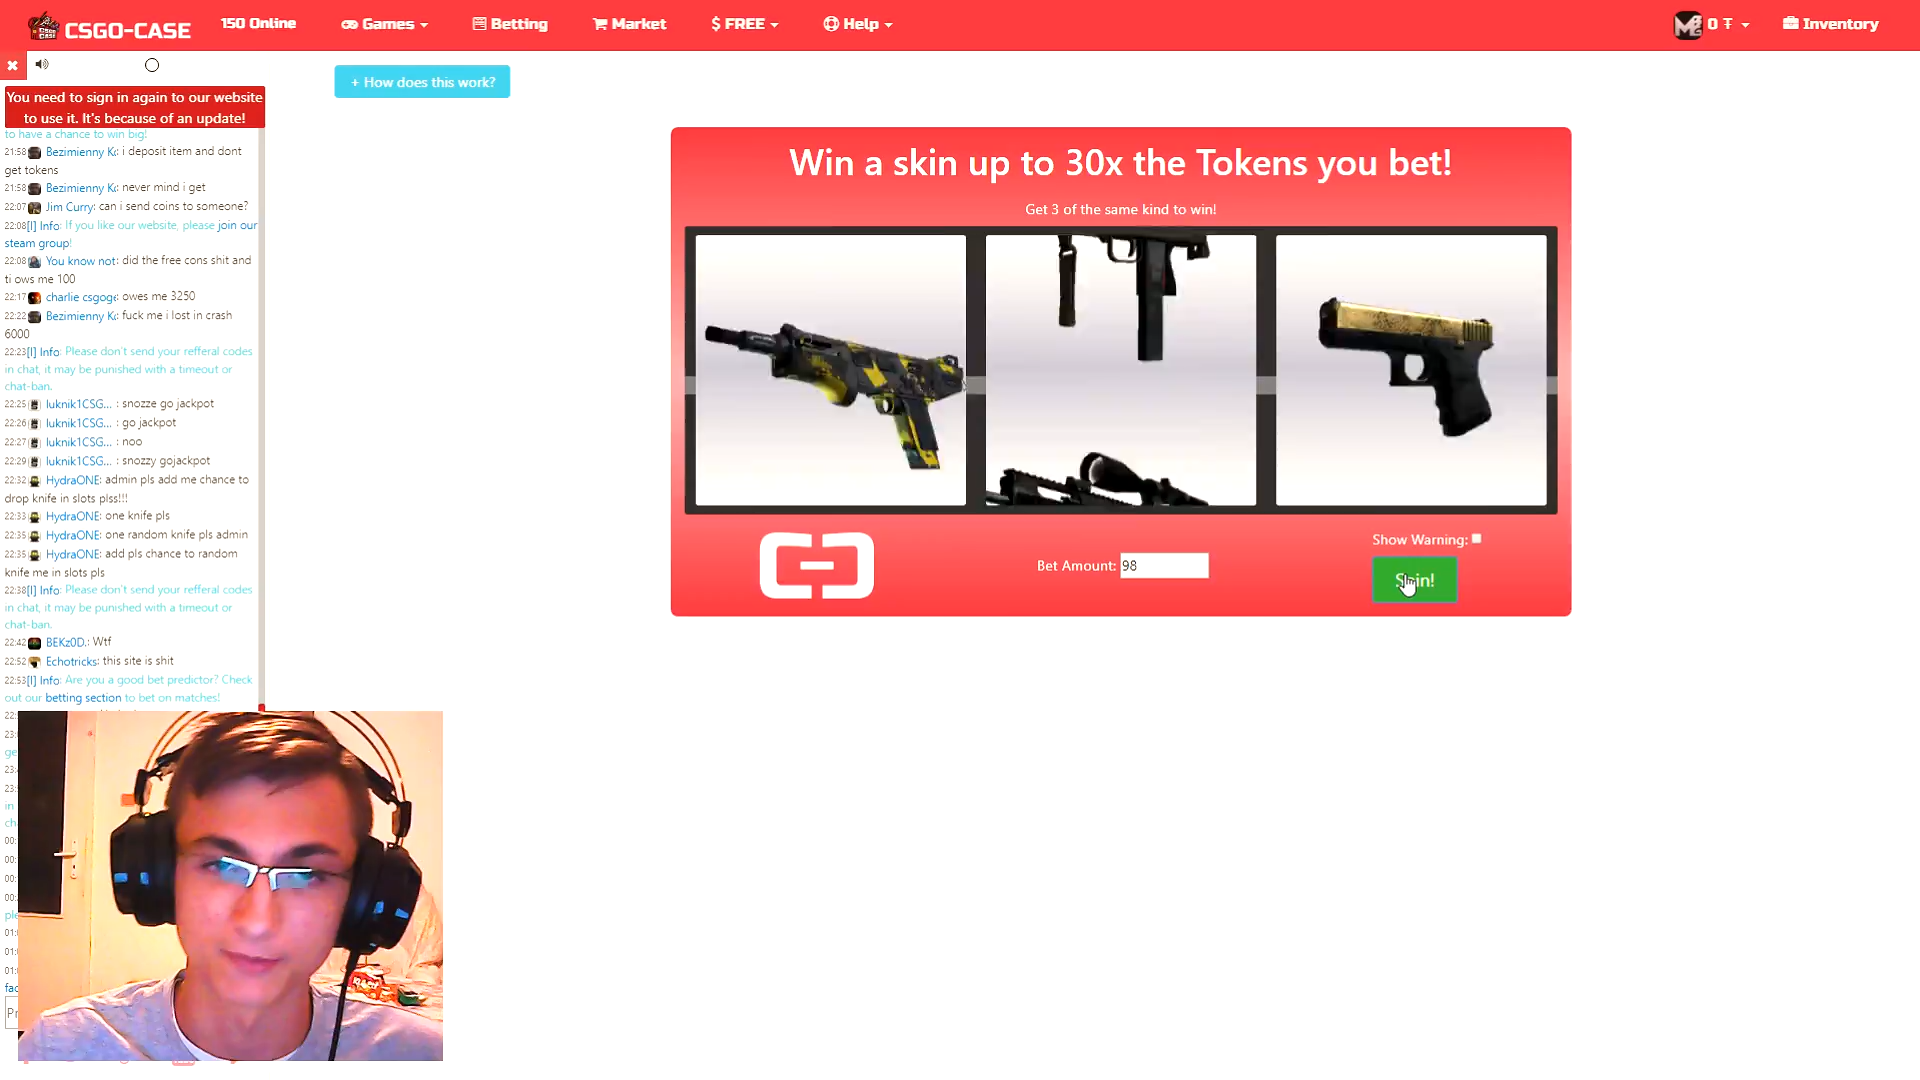 CSGO-CASE
150 Online
Games
Betting
Market
$ FREE
Help
0 Ŧ
Inventory
+ How does this work?
You need to sign in again to our website
to use it. It's because of an update!
to have a chance to win big!
21:58 Bezimienny Kc: i deposit item and dont
get tokens
21:58 Bezimienny Kc: never mind i get
22:07 Jim Curry: can i send coins to someone?
22:08[I] Info: If you like our website, please join our
steam group!
22:08 You know not: did the free cons shit and
ti ows me 100
22:17 charlie csgoge: owes me 3250
22:22 Bezimienny Kc: fuck me i lost in crash
6000
22:23[I] Info: Please don't send your refferal codes
in chat, it may be punished with a timeout or
chat-ban.
22:25 luknik1CSG... : snozze go jackpot
22:26 luknik1CSG... : go jackpot
22:27 luknik1CSG... : noo
22:29 luknik1CSG... : snozzy gojackpot
22:32 HydraONE: admin pls add me chance to
drop knife in slots plss!!!
22:33 HydraONE: one knife pls
22:35 HydraONE: one random knife pls admin
22:35 HydraONE: add pls chance to random
knife me in slots pls
22:38[I] Info: Please don't send your refferal codes
in chat, it may be punished with a timeout or
chat-ban.
22:42 BEKz0D.: Wtf
22:52 Echotricks: this site is shit
22:53[I] Info: Are you a good bet predictor? Check
out our betting section to bet on matches!
Win a skin up to 30x the Tokens you bet!
Get 3 of the same kind to win!
Bet Amount: 98
Show Warning:
Spin!